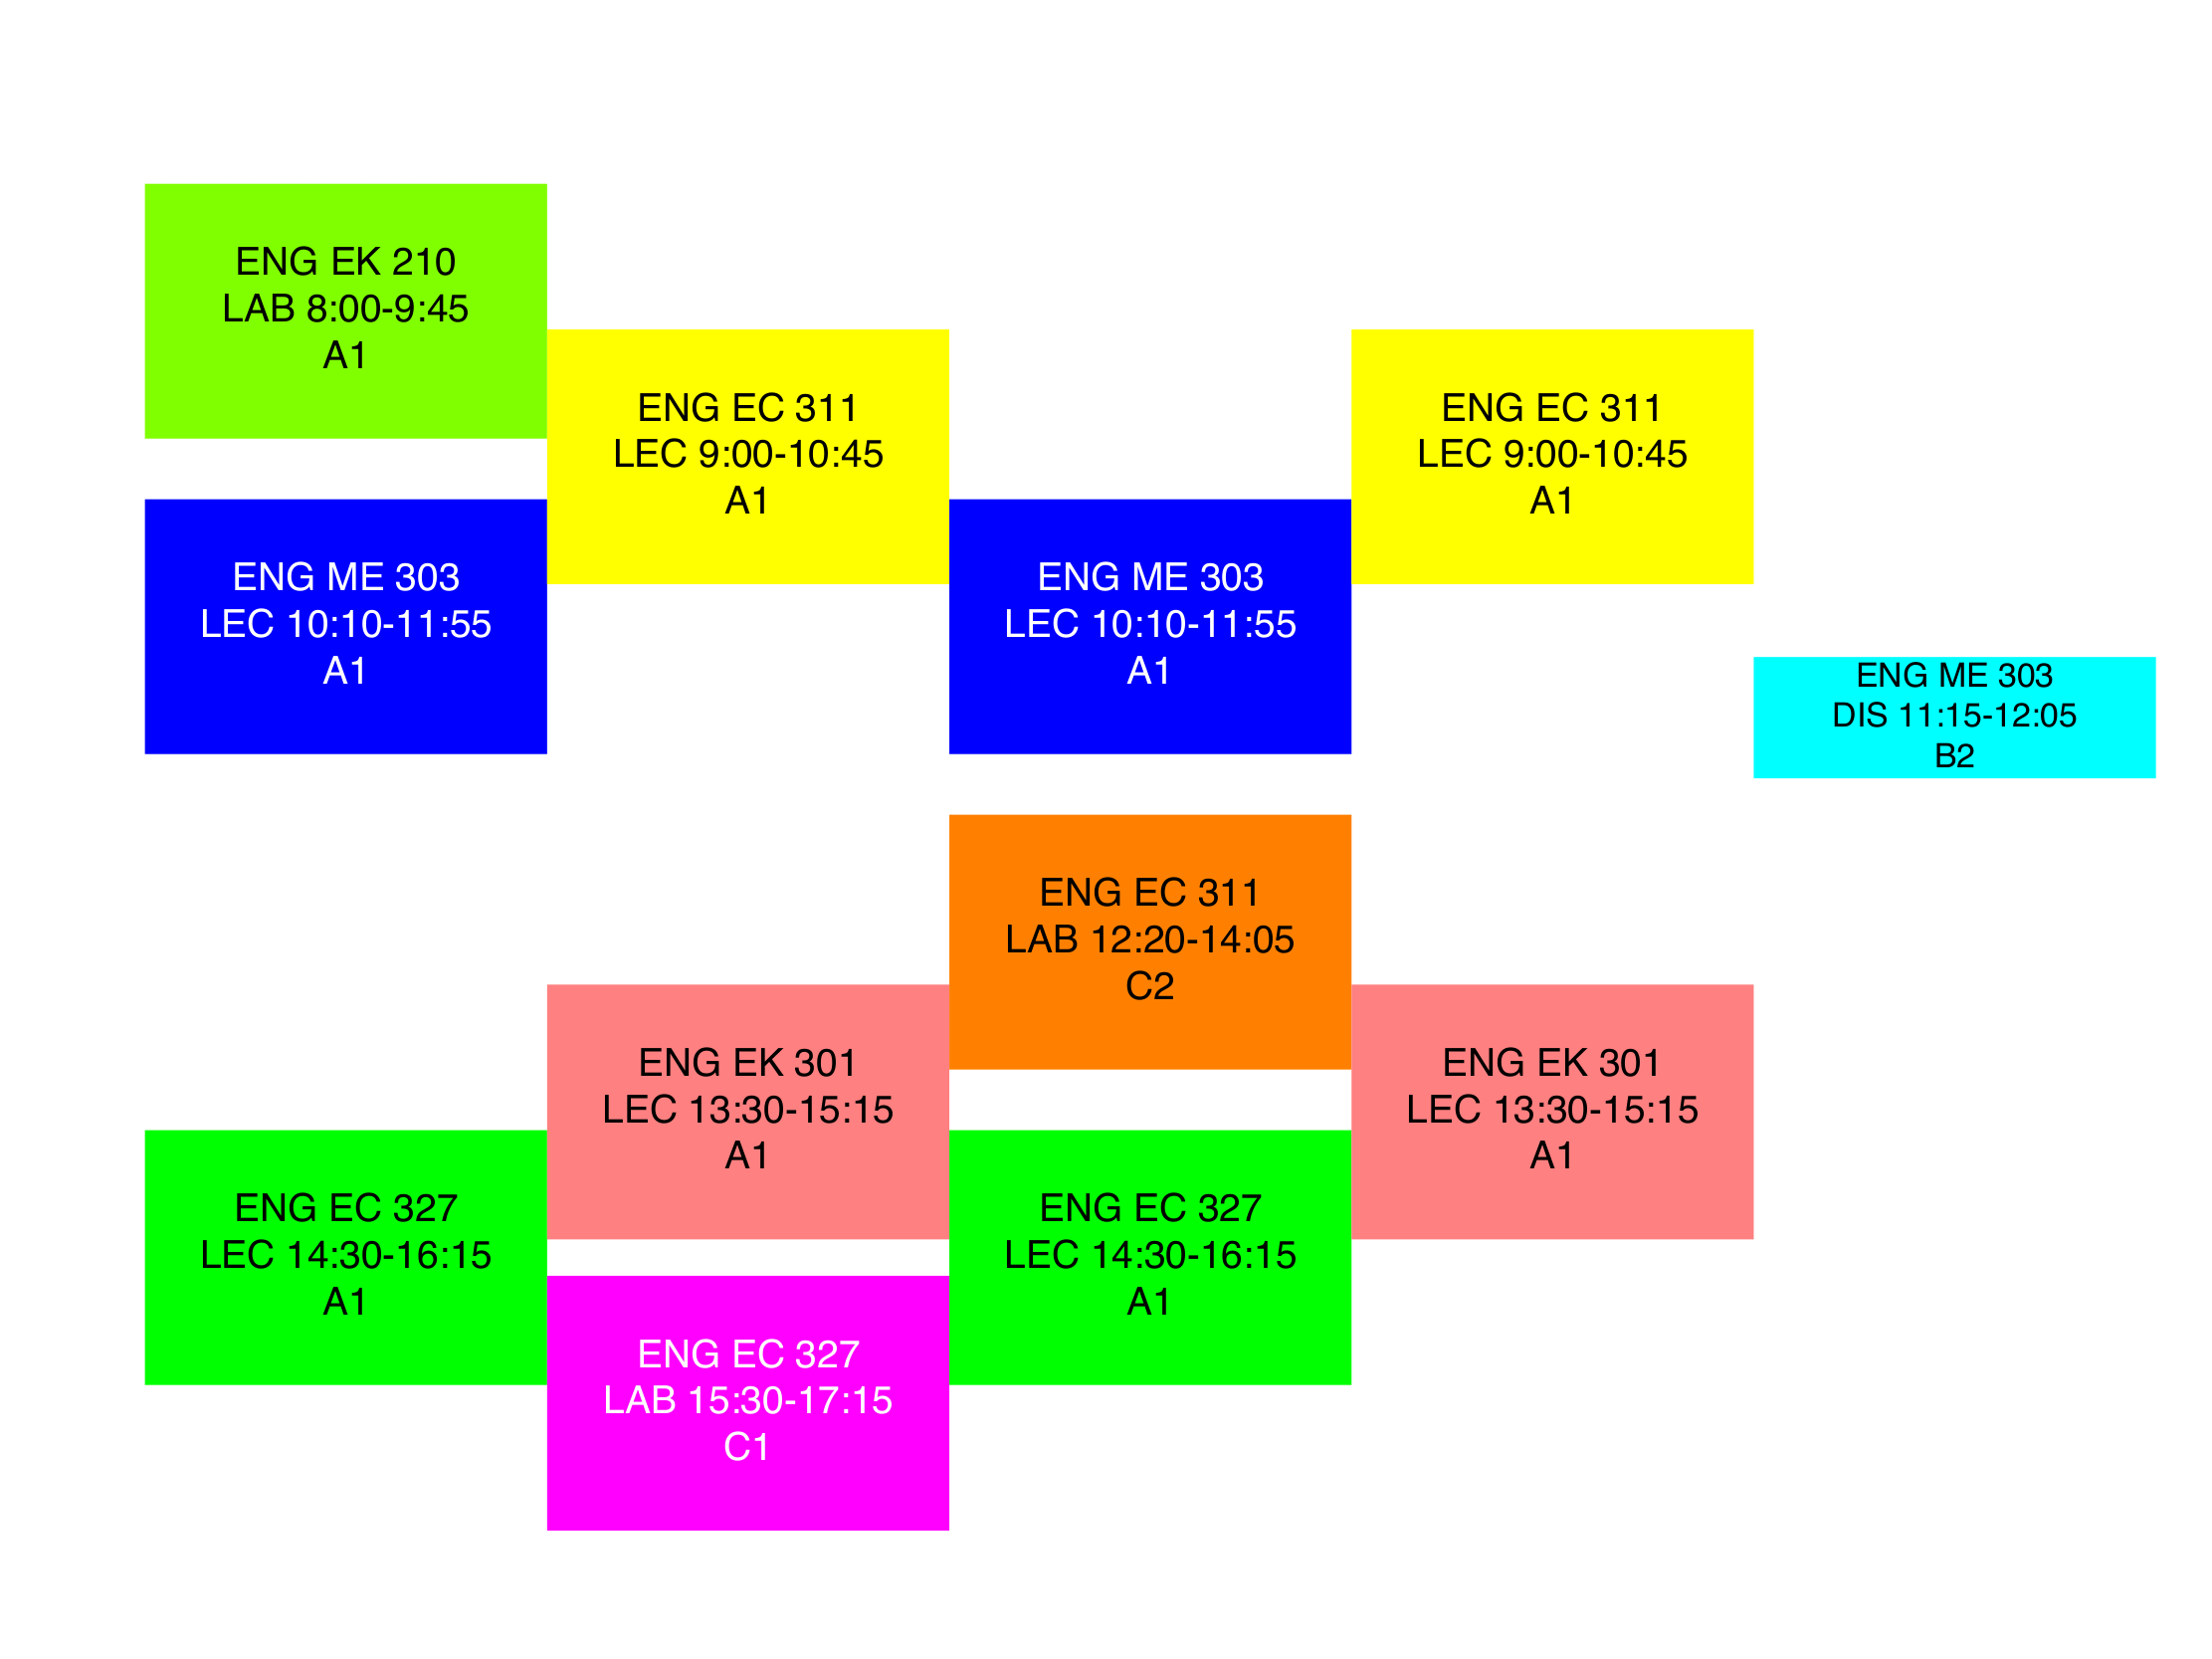 ENG EK 210
LAB 8:00-9:45
A1
ENG ME 303
LEC 10:10-11:55
A1
ENG EC 327
LEC 14:30-16:15
A1
ENG EC 311
LEC 9:00-10:45
A1
ENG EK 301
LEC 13:30-15:15
A1
ENG EC 327
LAB 15:30-17:15
C1
ENG ME 303
LEC 10:10-11:55
A1
ENG EC 311
LAB 12:20-14:05
C2
ENG EC 327
LEC 14:30-16:15
A1
ENG EC 311
LEC 9:00-10:45
A1
ENG EK 301
LEC 13:30-15:15
A1
ENG ME 303
DIS 11:15-12:05
B2